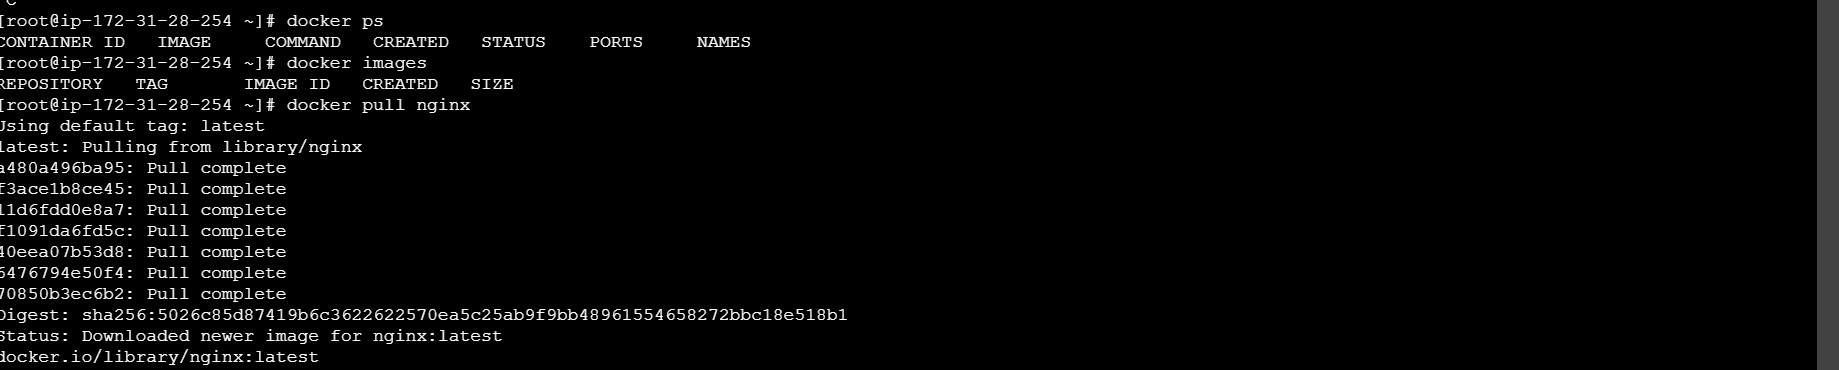 ^C
[root@ip-172-31-28-254 ~]# docker ps
CONTAINER ID   IMAGE     COMMAND   CREATED   STATUS    PORTS     NAMES
[root@ip-172-31-28-254 ~]# docker images
REPOSITORY   TAG       IMAGE ID   CREATED   SIZE
[root@ip-172-31-28-254 ~]# docker pull nginx
Using default tag: latest
latest: Pulling from library/nginx
a480a496ba95: Pull complete
f3ace1b8ce45: Pull complete
11d6fdd0e8a7: Pull complete
f1091da6fd5c: Pull complete
40eea07b53d8: Pull complete
6476794e50f4: Pull complete
70850b3ec6b2: Pull complete
Digest: sha256:5026c85d87419b6c3622622570ea5c25ab9f9bb48961554658272bbc18e518b1
Status: Downloaded newer image for nginx:latest
docker.io/library/nginx:latest